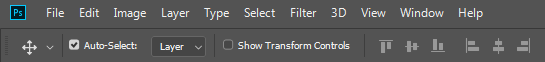 Ps File Edit Image Layer Type Select Filter 3D View Window Help
Auto-Select: Layer Show Transform Controls